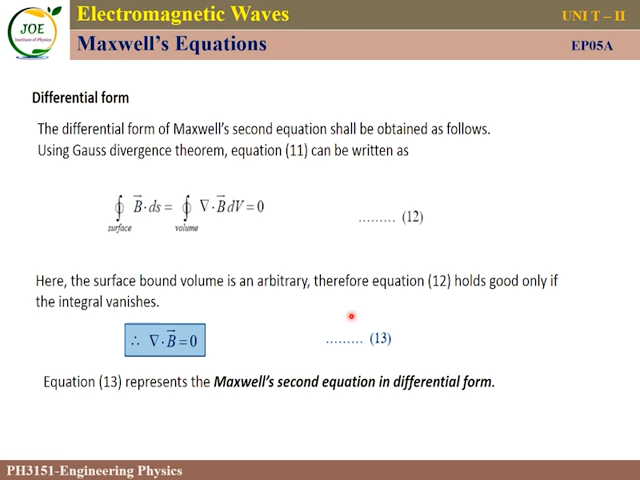 JOE
Institute of Physics
Electromagnetic Waves
UNI T – II
Maxwell's Equations
EP05A
Differential form
The differential form of Maxwell's second equation shall be obtained as follows.
Using Gauss divergence theorem, equation (11) can be written as
∮surface B⃗ · ds = ∮volume ∇ · B⃗ dV = 0 ......... (12)
Here, the surface bound volume is an arbitrary, therefore equation (12) holds good only if
the integral vanishes.
∴ ∇ · B⃗ = 0 ......... (13)
Equation (13) represents the Maxwell's second equation in differential form.
PH3151-Engineering Physics